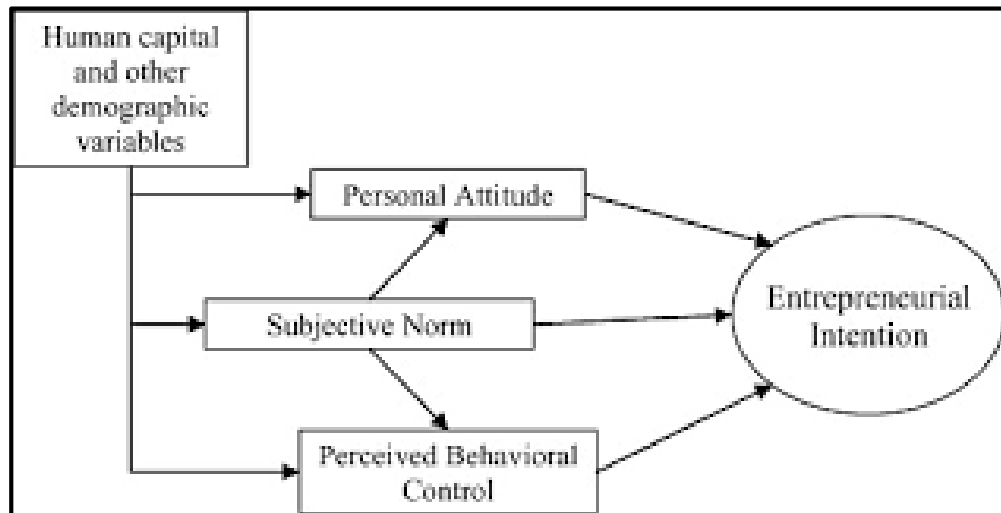 Human capital
and other
demographic
variables
Personal Attitude
Subjective Norm
Entrepreneurial
Intention
Perceived Behavioral
Control